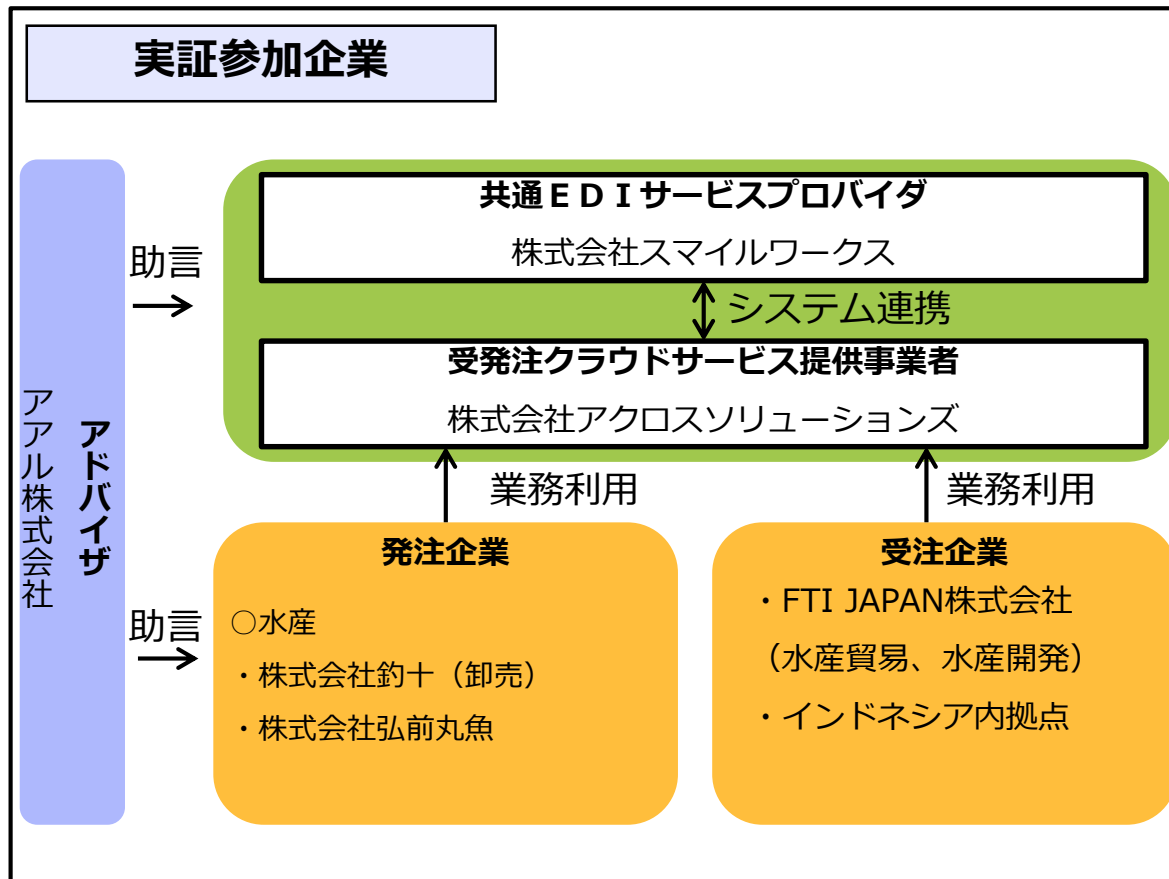 実証参加企業
アドバイザ
アアル株式会社
助言
共通ＥＤＩサービスプロバイダ
株式会社スマイルワークス
システム連携
受発注クラウドサービス提供事業者
株式会社アクロスソリューションズ
業務利用
業務利用
助言
発注企業
○水産
・株式会社釣十（卸売）
・株式会社弘前丸魚
受注企業
・FTI JAPAN株式会社
（水産貿易、水産開発）
・インドネシア内拠点